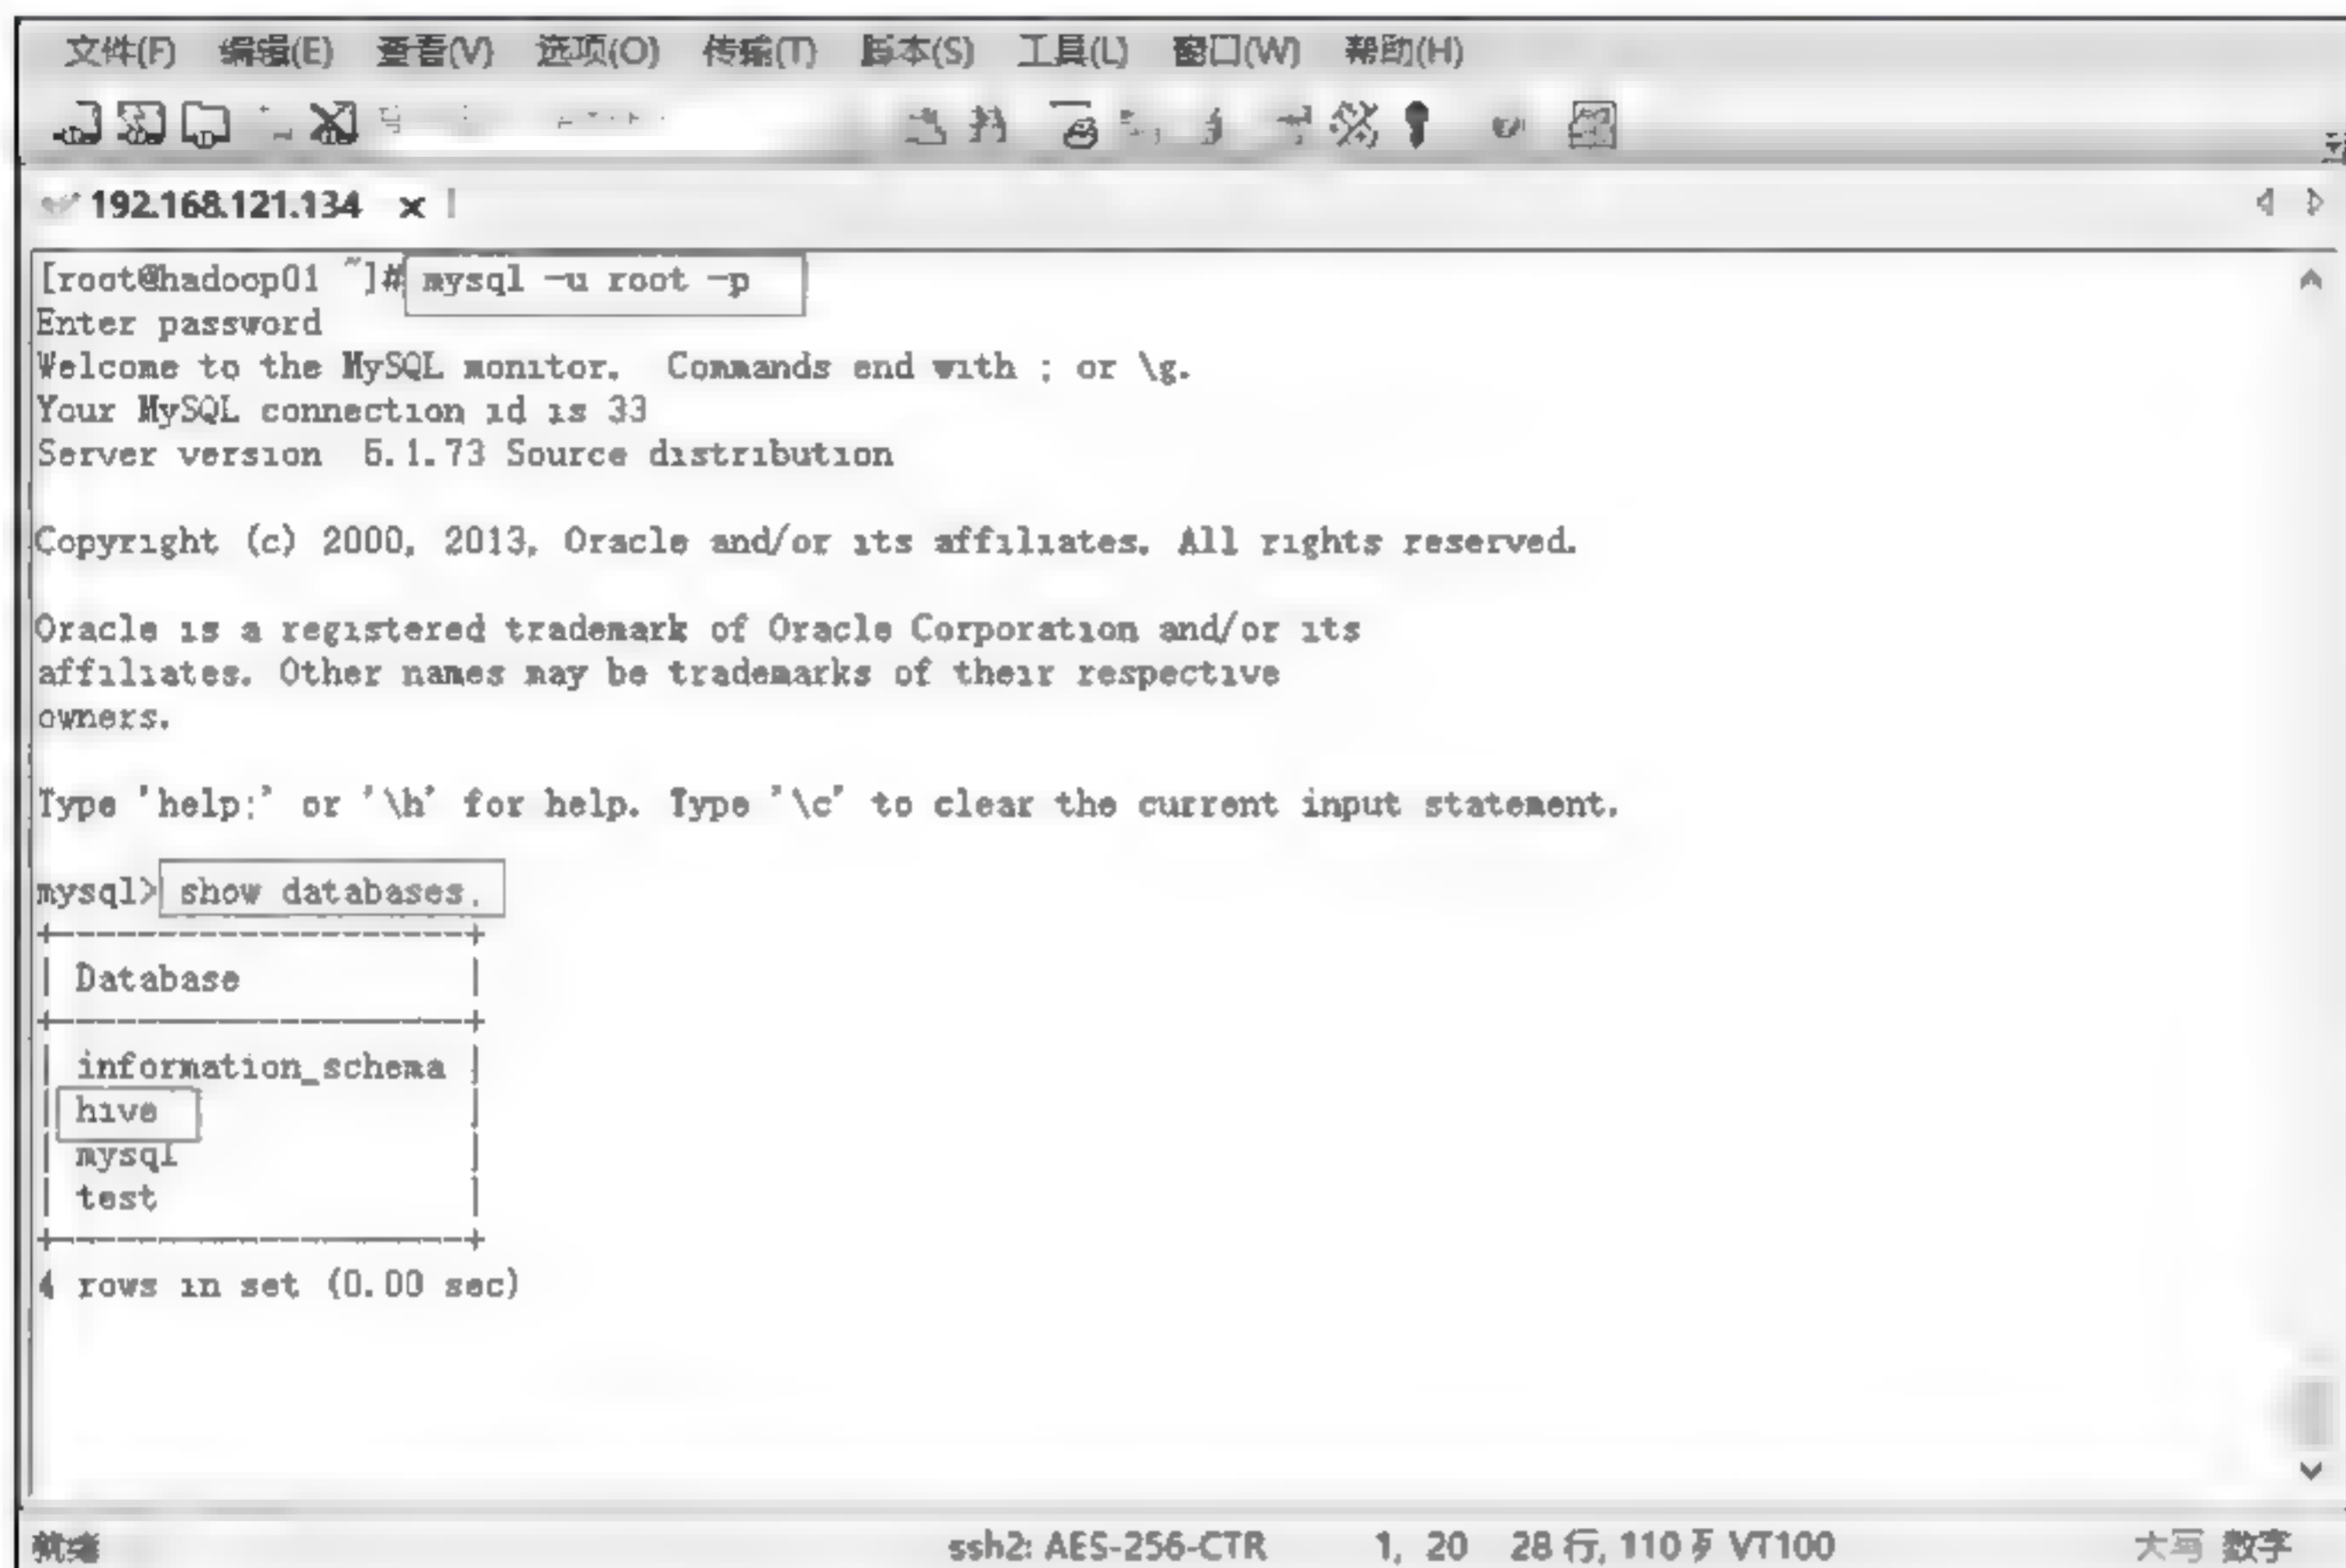 文件(F) 编辑(E) 查看(V) 选项(O) 传输(T) 脚本(S) 工具(L) 窗口(W) 帮助(H)
192.168.121.134 ×
[root@hadoop01 ~]# mysql -u root -p
Enter password
Welcome to the MySQL monitor. Commands end with ; or \g.
Your MySQL connection id is 33
Server version 5.1.73 Source distribution
Copyright (c) 2000, 2013, Oracle and/or its affiliates. All rights reserved.
Oracle is a registered trademark of Oracle Corporation and/or its
affiliates. Other names may be trademarks of their respective
owners.
Type 'help;' or '\h' for help. Type '\c' to clear the current input statement.
mysql> show databases;
+--------------------+
| Database |
+--------------------+
| information_schema |
| hive |
| mysql |
| test |
+--------------------+
4 rows in set (0.00 sec)
就绪 ssh2: AES-256-CTR 1, 20 28 行, 110 列 VT100 大写 数字